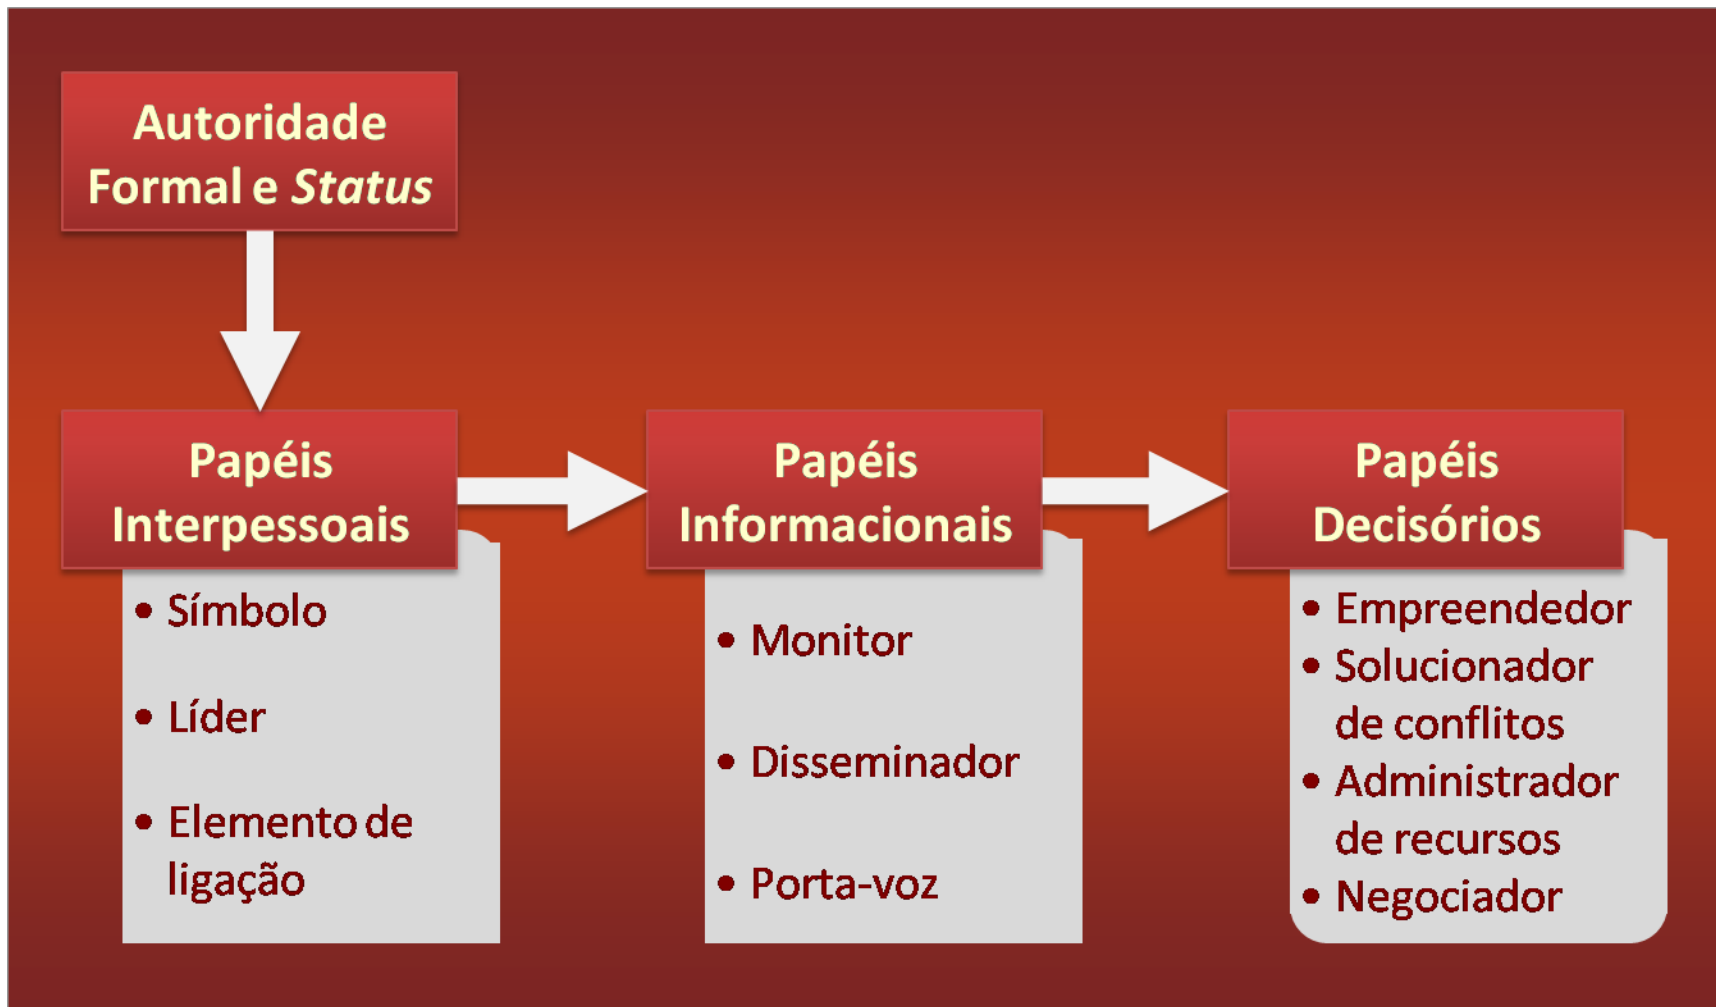 Autoridade
Formal e Status
Papéis
Interpessoais
• Símbolo
• Líder
• Elemento de
ligação
Papéis
Informacionais
• Monitor
• Disseminador
• Porta-voz
Papéis
Decisórios
• Empreendedor
• Solucionador
de conflitos
• Administrador
de recursos
• Negociador